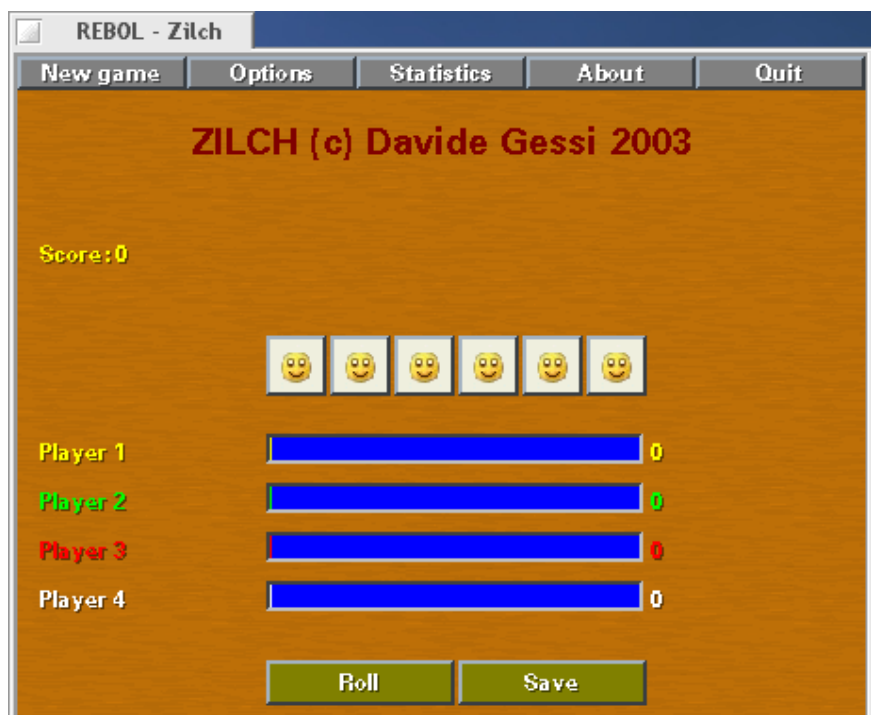 REBOL - Zilch
New game Options Statistics About Quit
ZILCH (c) Davide Gessi 2003
Score:0
Player 1 0
Player 2 0
Player 3 0
Player 4 0
Roll Save